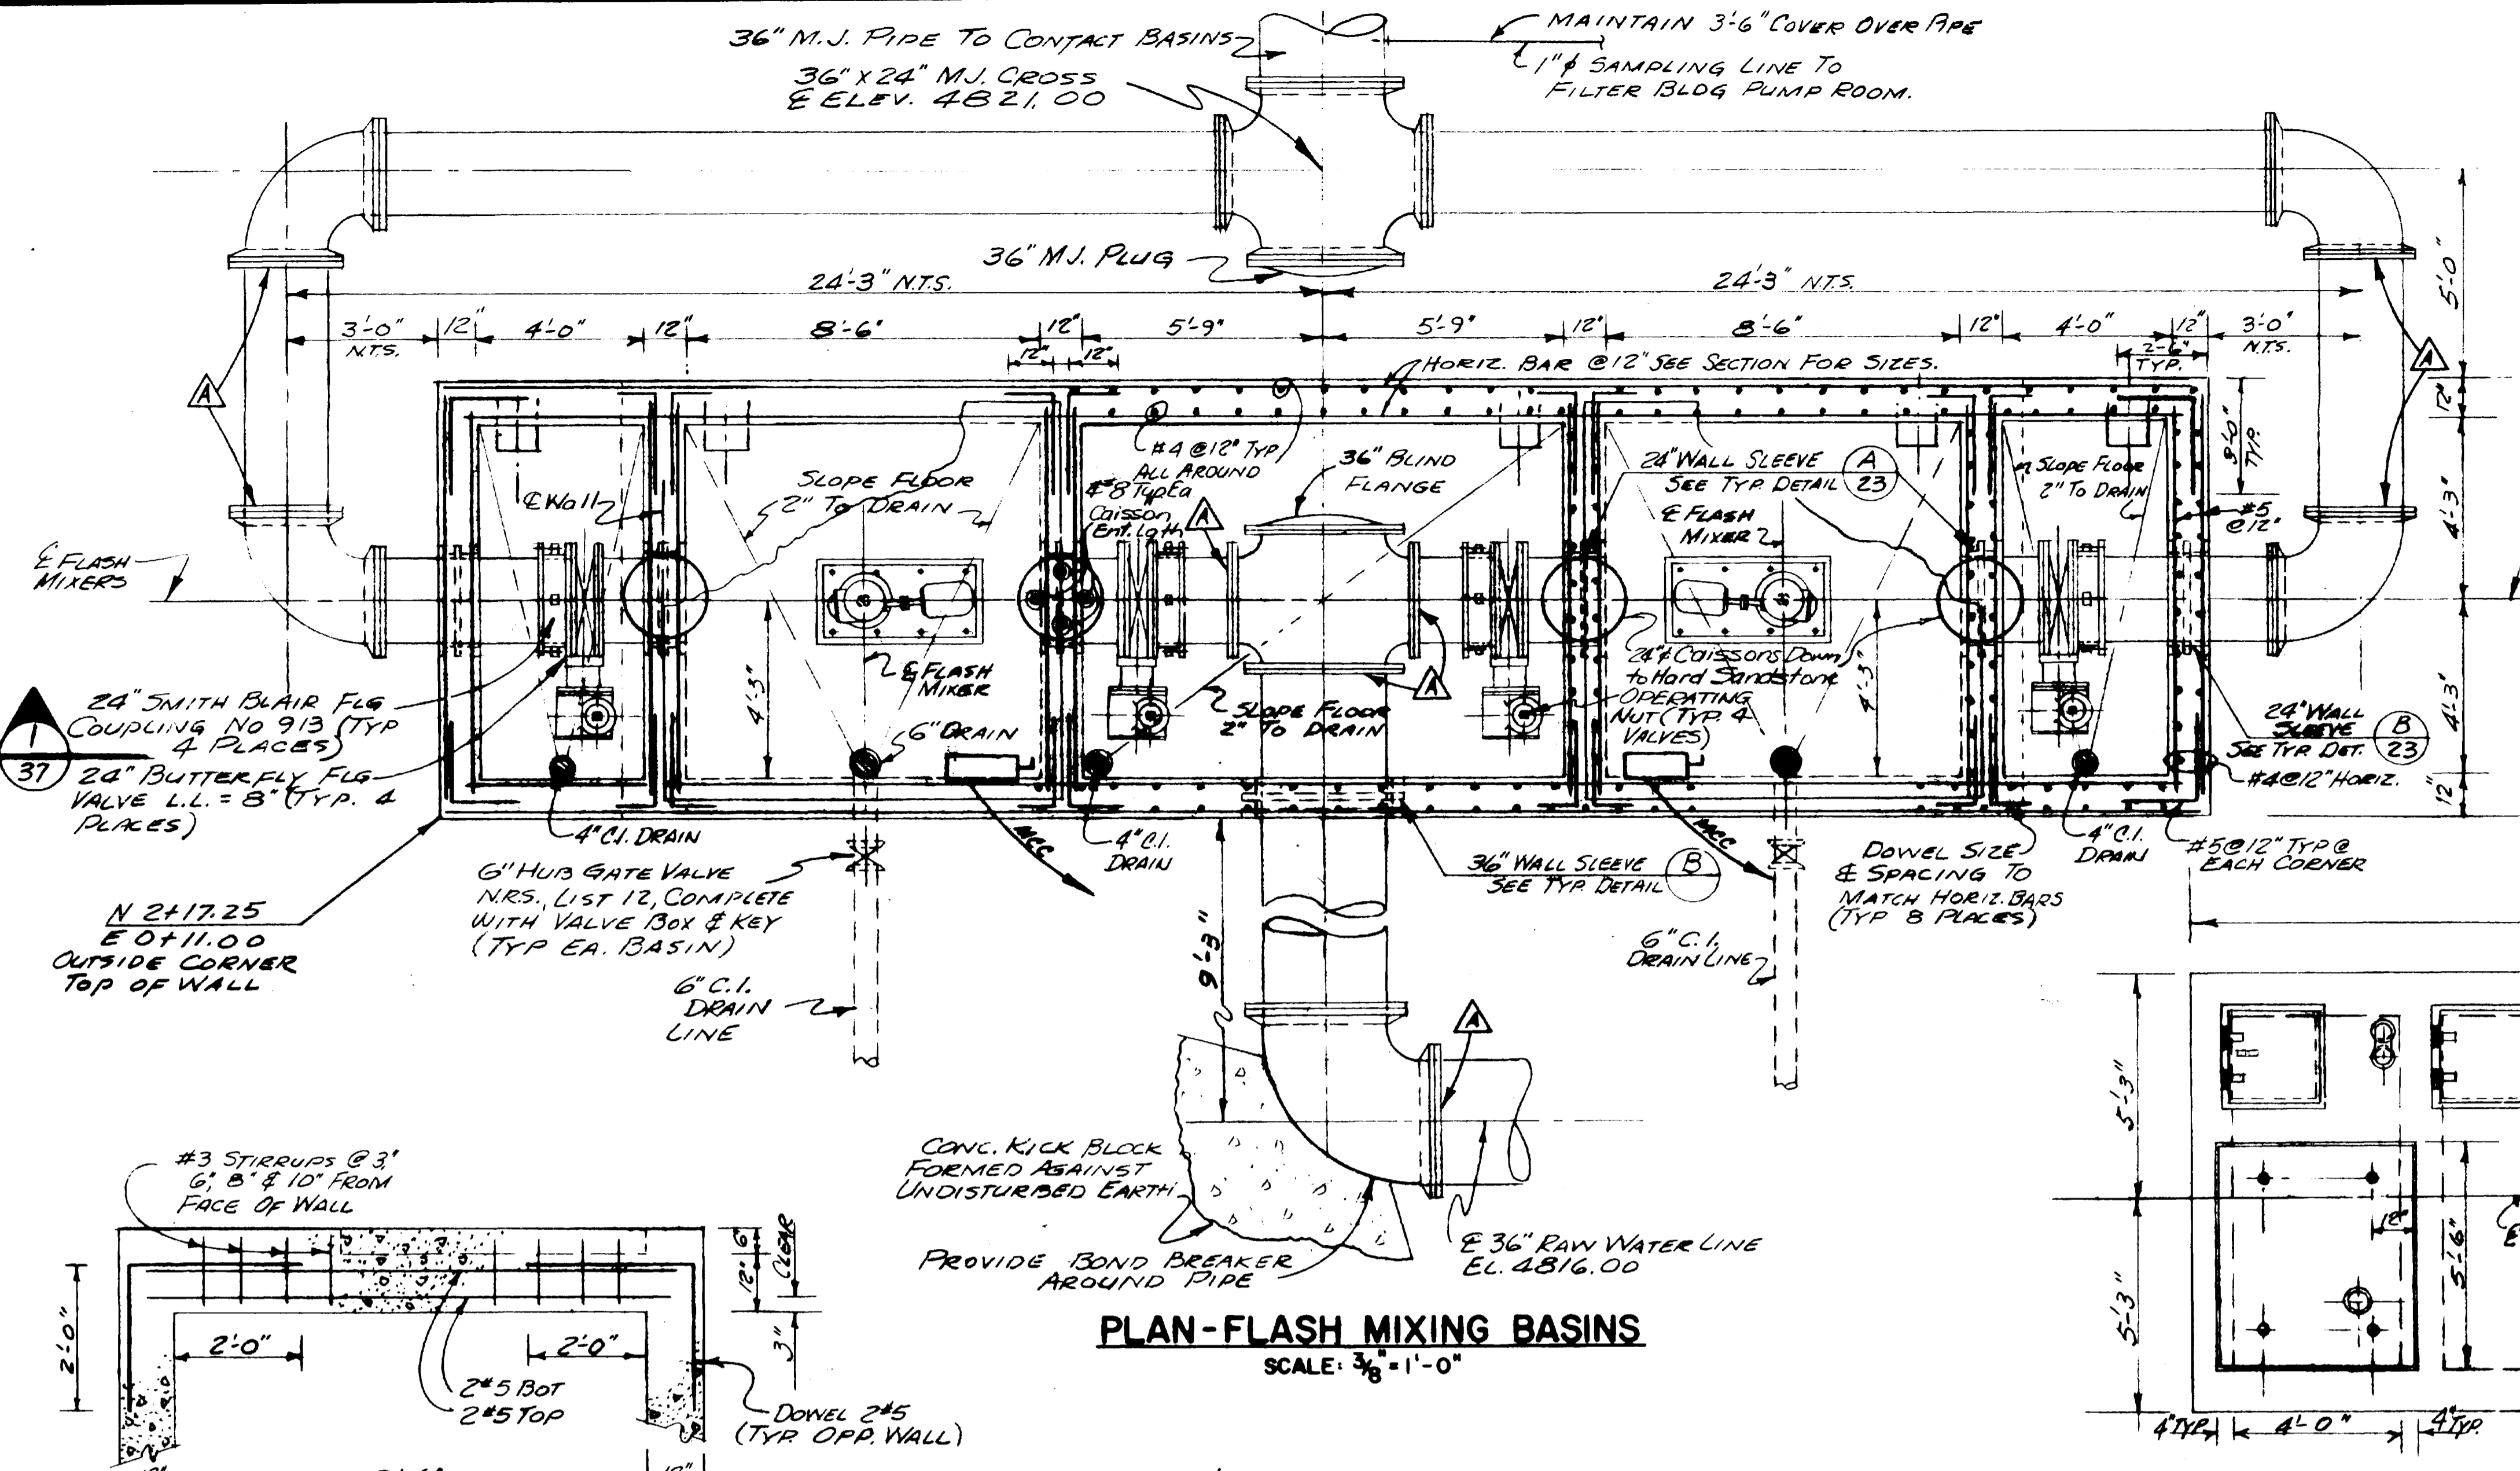 36" M.J. PIPE TO CONTACT BASINS
36" X 24" MJ. CROSS
℄ ELEV. 4821.00
MAINTAIN 3'-6" COVER OVER PIPE
1"φ SAMPLING LINE TO
FILTER BLDG PUMP ROOM.
36" MJ. PLUG
24'-3" N.T.S.
24'-3" N.T.S.
5'-0"
3'-0"
N.T.S.
12"
4'-0"
12"
8'-6"
12"
5'-9"
5'-9"
12"
8'-6"
12"
4'-0"
12"
3'-0"
N.T.S.
12"
12"
HORIZ. BAR @ 12" SEE SECTION FOR SIZES.
2'-6"
TYP.
A
A
12"
3'-0"
TYP.
#4 @ 12" TYP
ALL AROUND
4#8 Typ Ea
Caisson
Ent. Lgth
36" BLIND
FLANGE
24" WALL SLEEVE
SEE TYP. DETAIL
A
23
SLOPE FLOOR
2" TO DRAIN
SLOPE FLOOR
2" TO DRAIN
℄ Wall
A
℄ FLASH
MIXER
#5
@ 12"
4'-3"
℄ FLASH
MIXERS
℄ FLASH
MIXER
4'-3"
24"φ Caissons Down
to Hard Sandstone
OPERATING
NUT (TYP. 4
VALVES)
4'-3"
4'-3"
A
SLOPE FLOOR
2" TO DRAIN
6" DRAIN
24" SMITH BLAIR FLG
COUPLING NO 913 (TYP
4 PLACES)
1
37
24" BUTTERFLY FLG
VALVE L.L. = 8" (TYP. 4
PLACES)
24" WALL
SLEEVE
SEE TYP. DET.
B
23
#4@12" HORIZ.
12"
4" C.I. DRAIN
MCC
4" C.I.
DRAIN
36" WALL SLEEVE
SEE TYP. DETAIL
B
MCC
DOWEL SIZE
& SPACING TO
MATCH HORIZ. BARS
(TYP 8 PLACES)
4" C.I.
DRAIN
#5@12" TYP @
EACH CORNER
6" HUB GATE VALVE
N.R.S., LIST 12, COMPLETE
WITH VALVE BOX & KEY
(TYP EA. BASIN)
N 2+17.25
E 0+11.00
OUTSIDE CORNER
TOP OF WALL
9'-3"
6" C.I.
DRAIN
LINE
6" C.I.
DRAIN LINE
A
CONC. KICK BLOCK
FORMED AGAINST
UNDISTURBED EARTH
PROVIDE BOND BREAKER
AROUND PIPE
℄ 36" RAW WATER LINE
EL. 4816.00
PLAN-FLASH MIXING BASINS
SCALE: 3/8" = 1'-0"
#3 STIRRUPS @ 3",
6", 8" & 10" FROM
FACE OF WALL
6"
12"
CLEAR
3"
2'-0"
2'-0"
2'-0"
2#5 BOT
2#5 TOP
DOWEL 2#5
(TYP. OPP. WALL)
12"
5'-3"
5'-3"
12"
5'-6"
4" TYP.
4'-0"
4" TYP.